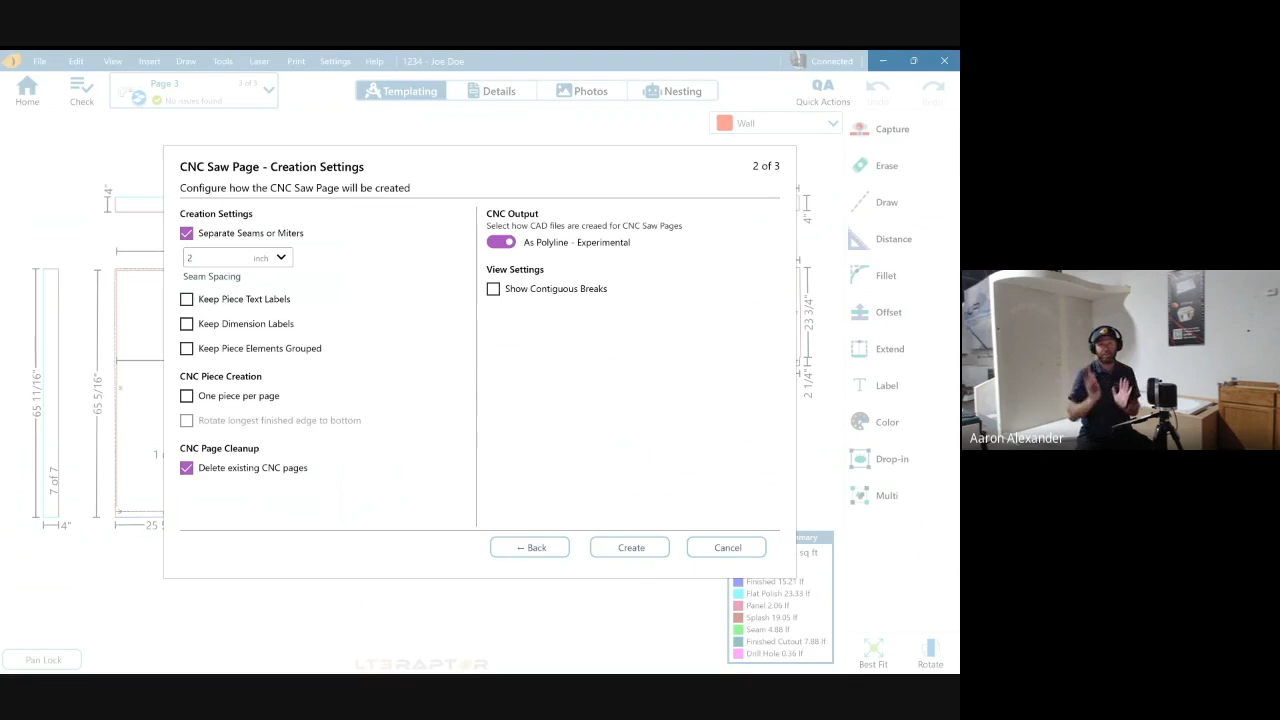 File Edit View Insert Draw Tools Laser Print Settings Help 1234 - Joe Doe Connected
Home
Check
Page 3
3 of 3
No issues found
Templating
Details
Photos
Nesting
QA
Quick Actions
Undo
Redo
Wall
Capture
Erase
Draw
Distance
Fillet
Offset
Extend
Label
Color
Drop-in
Multi
Best Fit
Rotate
CNC Saw Page - Creation Settings
2 of 3
Configure how the CNC Saw Page will be created
Creation Settings
Separate Seams or Miters
2 inch
Seam Spacing
Keep Piece Text Labels
Keep Dimension Labels
Keep Piece Elements Grouped
CNC Piece Creation
One piece per page
Rotate longest finished edge to bottom
CNC Page Cleanup
Delete existing CNC pages
CNC Output
Select how CAD files are creaed for CNC Saw Pages
As Polyline - Experimental
View Settings
Show Contiguous Breaks
← Back
Create
Cancel
4"
65 11/16"
65 5/16"
7 of 7
4"
4"
23 3/4"
2 1/4"
sq ft
Finished 15.21 lf
Flat Polish 23.33 lf
Panel 2.06 lf
Splash 19.05 lf
Seam 4.88 lf
Finished Cutout 7.88 lf
Drill Hole 0.36 lf
Pan Lock
LT3RAPTOR
Aaron Alexander